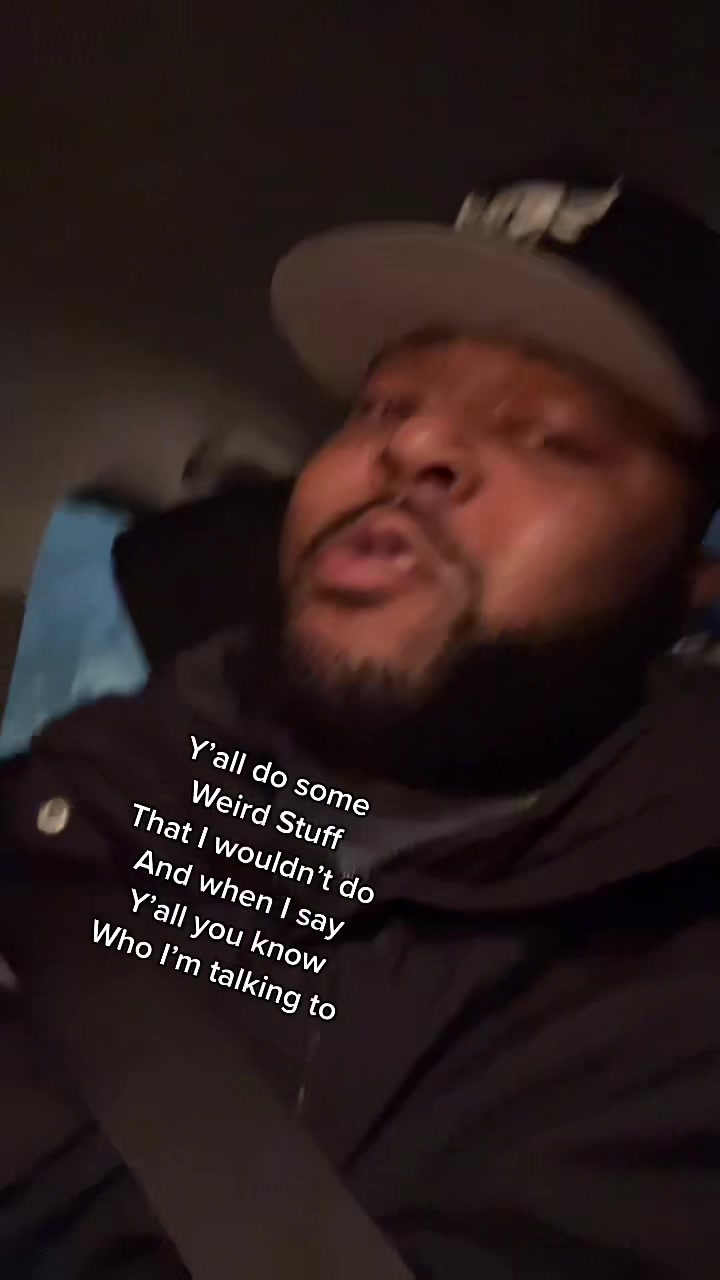 Y’all do some
Weird Stuff
That I wouldn’t do
And when I say
Y’all you know
Who I’m talking to